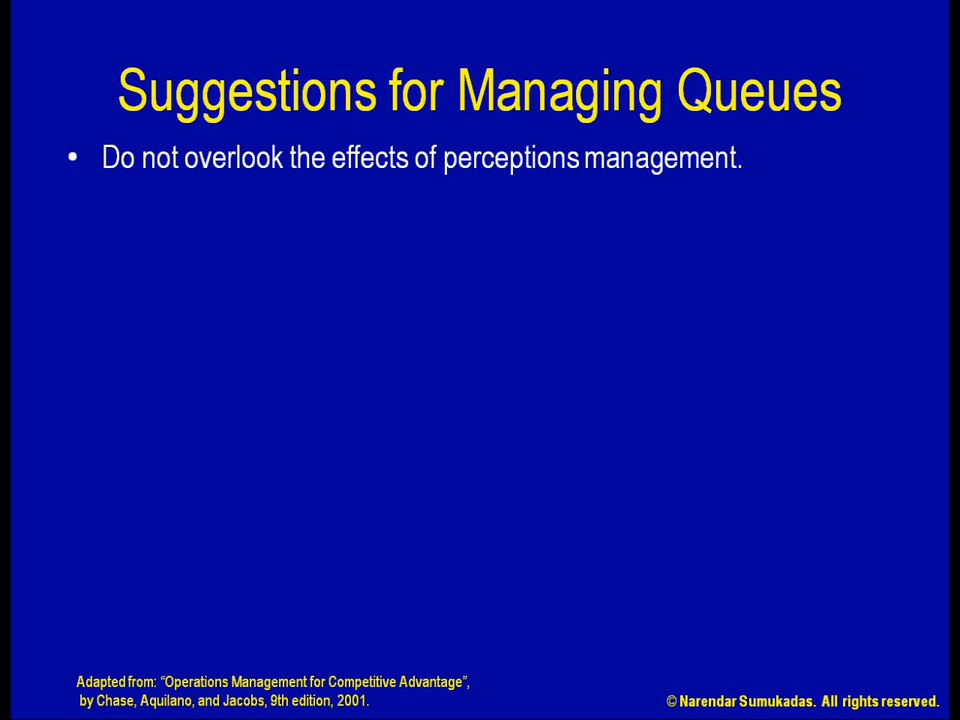 Suggestions for Managing Queues
• Do not overlook the effects of perceptions management.
Adapted from: “Operations Management for Competitive Advantage”,
by Chase, Aquilano, and Jacobs, 9th edition, 2001.
© Narendar Sumukadas. All rights reserved.